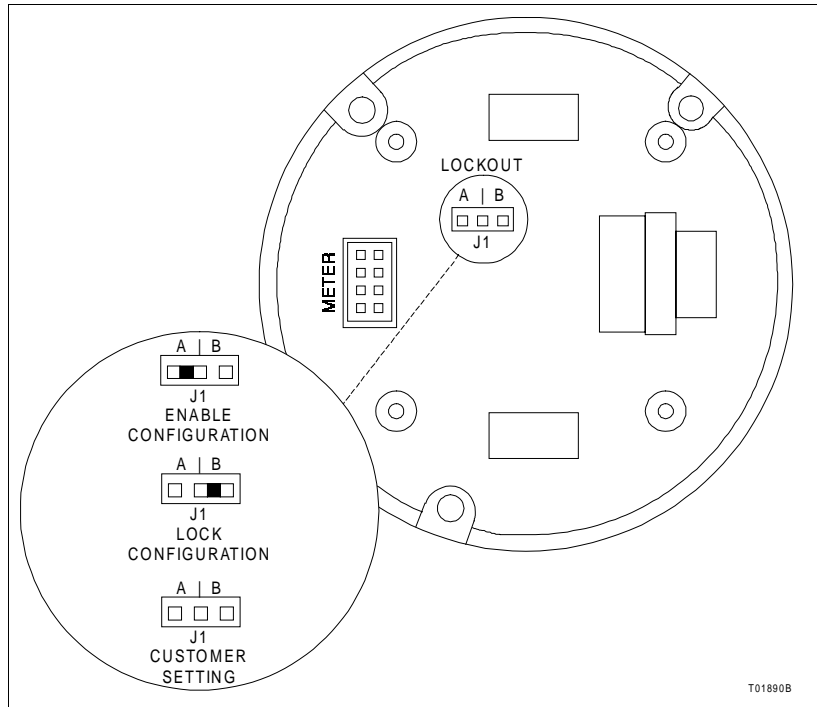 LOCKOUT
A | B
J1
METER
A | B
J1
ENABLE
CONFIGURATION
A | B
J1
LOCK
CONFIGURATION
A | B
J1
CUSTOMER
SETTING
T01890B